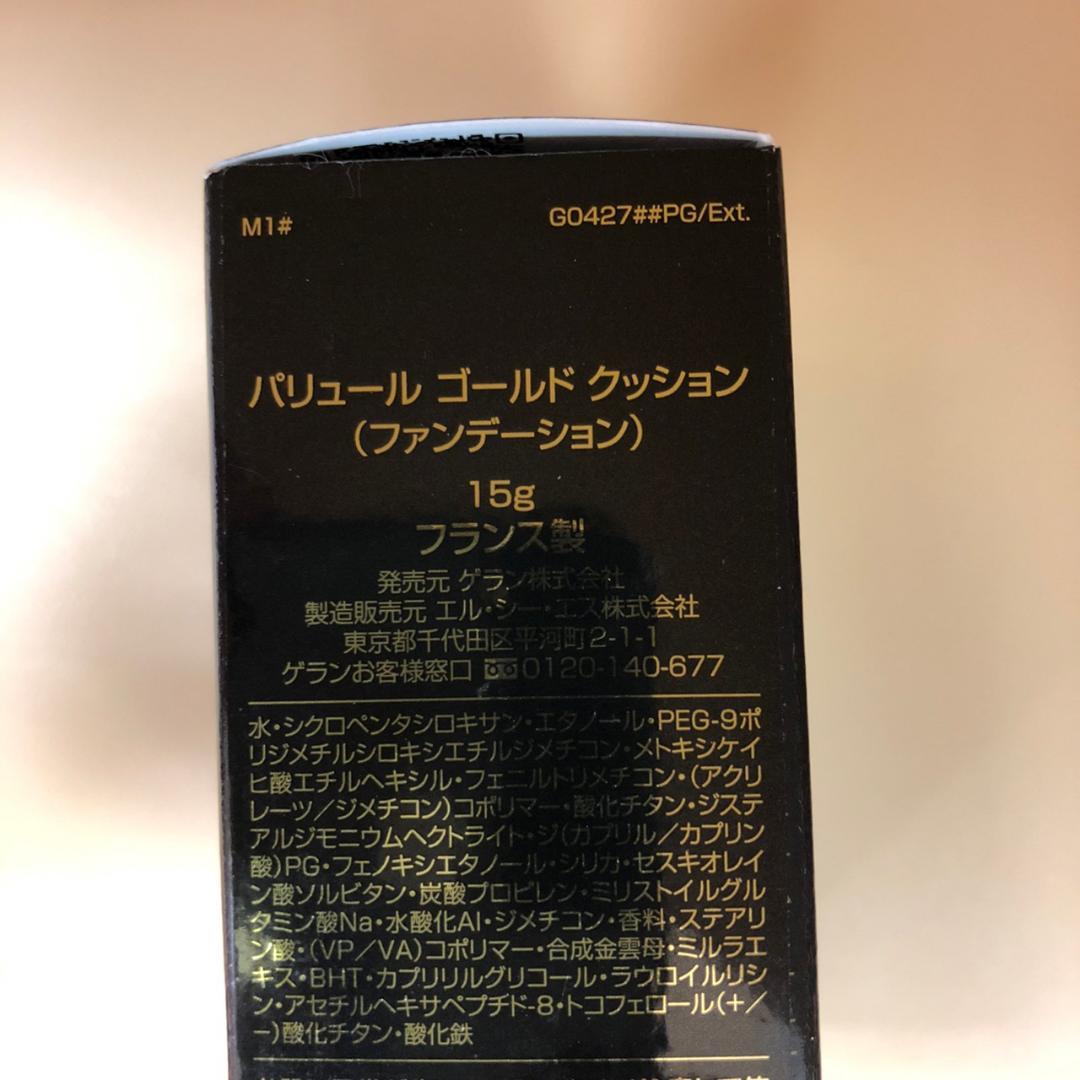 M1# G0427##PG/Ext.
パリュール ゴールド クッション
(ファンデーション)
15g
フランス製
発売元 ゲラン株式会社
製造販売元 エル・シー・エス株式会社
東京都千代田区平河町2-1-1
ゲランお客様窓口 0120-140-677
水・シクロペンタシロキサン・エタノール・PEG-9ポ
リジメチルシロキシエチルジメチコン・メトキシケイ
ヒ酸エチルヘキシル・フェニルトリメチコン・(アクリ
レーツ/ジメチコン)コポリマー・酸化チタン・ジステ
アルジモニウムヘクトライト・ジ(カプリル/カプリン
酸)PG・フェノキシエタノール・シリカ・セスキオレイ
ン酸ソルビタン・炭酸プロピレン・ミリストイルグル
タミン酸Na・水酸化Al・ジメチコン・香料・ステアリ
ン酸・(VP/VA)コポリマー・合成金雲母・ミルラエ
キス・BHT・カプリリルグリコール・ラウロイルリシ
ン・アセチルヘキサペプチド-8・トコフェロール(+/
-)酸化チタン・酸化鉄